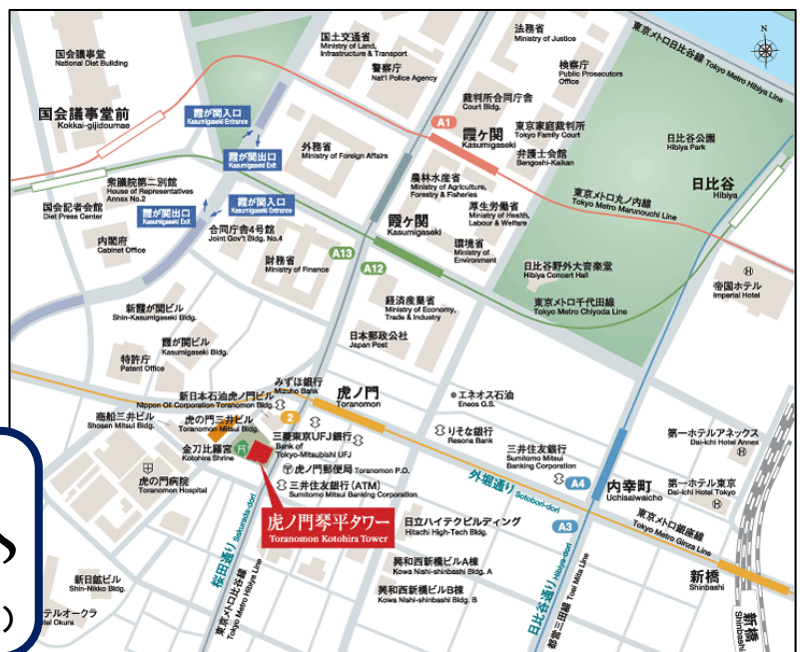 国会議事堂
National Diet Building
国土交通省
Ministry of Land,
Infrastructure & Transport
警察庁
Nat'l Police Agency
法務省
Ministry of Justice
検察庁
Public Prosecutors
Office
東京メトロ日比谷線 Tokyo Metro Hibiya Line
N
国会議事堂前
Kokkai-gijidoumae
霞が関入口
Kasumigaseki Entrance
霞が関出口
Kasumigaseki Exit
外務省
Ministry of Foreign Affairs
裁判所合同庁舎
Court Bldg.
A1
霞ヶ関
Kasumigaseki
東京家庭裁判所
Tokyo Family Court
弁護士会館
Bengoshi-Kaikan
日比谷公園
Hibiya Park
日比谷
Hibiya
衆議院第二別館
House of Representatives
Annex No.2
国会記者会館
Diet Press Center
霞が関出口
Kasumigaseki Exit
霞が関入口
Kasumigaseki Entrance
内閣府
Cabinet Office
合同庁舎4号館
Joint Gov't Bldg. No.4
財務省
Ministry of Finance
農林水産省
Ministry of Agriculture,
Forestry & Fisheries
厚生労働省
Ministry of Health,
Labour & Welfare
東京メトロ丸ノ内線
Tokyo Metro Marunouchi Line
霞ヶ関
Kasumigaseki
環境省
Ministry of
Environment
A13
A12
日比谷野外大音楽堂
Hibiya Concert Hall
帝国ホテル
Imperial Hotel
新霞が関ビル
Shin-Kasumigaseki Bldg.
経済産業省
Ministry of Economy,
Trade & Industry
東京メトロ千代田線
Tokyo Metro Chiyoda Line
霞が関ビル
Kasumigaseki Bldg.
特許庁
Patent Office
日本郵政公社
Japan Post
みずほ銀行
Mizuho Bank
虎ノ門
Toranomon
エネオス石油
Eneos G.S.
新日本石油虎ノ門ビル
Nippon Oil Corporation Toranomon Bldg.
商船三井ビル
Shosen Mitsui Bldg.
虎の門三井ビル
Toranomon Mitsui Bldg.
2
三菱東京UFJ銀行
Bank of
Tokyo-Mitsubishi UFJ
りそな銀行
Resona Bank
第一ホテルアネックス
Dai-ichi Hotel Annex
金刀比羅宮
Kotohira Shrine
三井住友銀行
Sumitomo Mitsui
Banking Corporation
虎の門病院
Toranomon Hospital
虎ノ門郵便局 Toranomon P.O.
三井住友銀行(ATM)
Sumitomo Mitsui Banking Corporation
外堀通り Sotobori-dori
A4
内幸町
Uchisaiwaicho
第一ホテル東京
Dai-ichi Hotel Tokyo
虎ノ門琴平タワー
Toranomon Kotohira Tower
日立ハイテクビルディング
Hitachi High-Tech Bldg.
A3
東京メトロ銀座線
Tokyo Metro Ginza Line
桜田通り Sakurada-dori
東京メトロ日比谷線
Tokyo Metro Hibiya Line
興和西新橋ビルA棟
Kowa Nishi-shinbashi Bldg. A
興和西新橋ビルB棟
Kowa Nishi-shinbashi Bldg. B
日比谷通り Hibiya-dori
都営三田線 Toei Mita Line
新橋
Shinbashi
新橋
Shinbashi
新日鉱ビル
Shin-Nikko Bldg.
テルオークラ
tel Okura